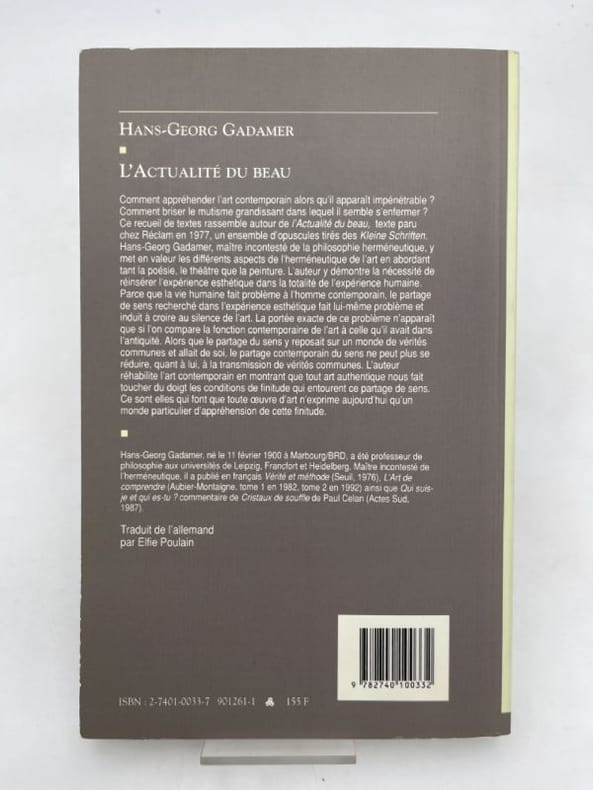 HANS-GEORG GADAMER
L'ACTUALITÉ DU BEAU
Comment appréhender l'art contemporain alors qu'il apparaît impénétrable ?
Comment briser le mutisme grandissant dans lequel il semble s'enfermer ?
Ce recueil de textes rassemble autour de l'Actualité du beau, texte paru
chez Réclam en 1977, un ensemble d'opuscules tirés des Kleine Schriften.
Hans-Georg Gadamer, maître incontesté de la philosophie herméneutique, y
met en valeur les différents aspects de l'herméneutique de l'art en abordant
tant la poésie, le théâtre que la peinture. L'auteur y démontre la nécessité de
réinsérer l'expérience esthétique dans la totalité de l'expérience humaine.
Parce que la vie humaine fait problème à l'homme contemporain, le partage
de sens recherché dans l'expérience esthétique fait lui-même problème et
induit à croire au silence de l'art. La portée exacte de ce problème n'apparaît
que si l'on compare la fonction contemporaine de l'art à celle qu'il avait dans
l'antiquité. Alors que le partage du sens y reposait sur un monde de vérités
communes et allait de soi, le partage contemporain du sens ne peut plus se
réduire, quant à lui, à la transmission de vérités communes. L'auteur
réhabilite l'art contemporain en montrant que tout art authentique nous fait
toucher du doigt les conditions de finitude qui entourent ce partage de sens.
Ce sont elles qui font que toute œuvre d'art n'exprime aujourd'hui qu'un
monde particulier d'appréhension de cette finitude.
Hans-Georg Gadamer, né le 11 février 1900 à Marbourg/BRD, a été professeur de
philosophie aux universités de Leipzig, Francfort et Heidelberg. Maître incontesté de
l'herméneutique, il a publié en français Vérité et méthode (Seuil, 1976), L'Art de
comprendre (Aubier-Montaigne, tome 1 en 1982, tome 2 en 1992) ainsi que Qui suis-
je et qui es-tu ? commentaire de Cristaux de souffle de Paul Celan (Actes Sud,
1987).
Traduit de l'allemand
par Elfie Poulain
9 782740 100332
ISBN : 2-7401-0033-7 901261-1 155 F